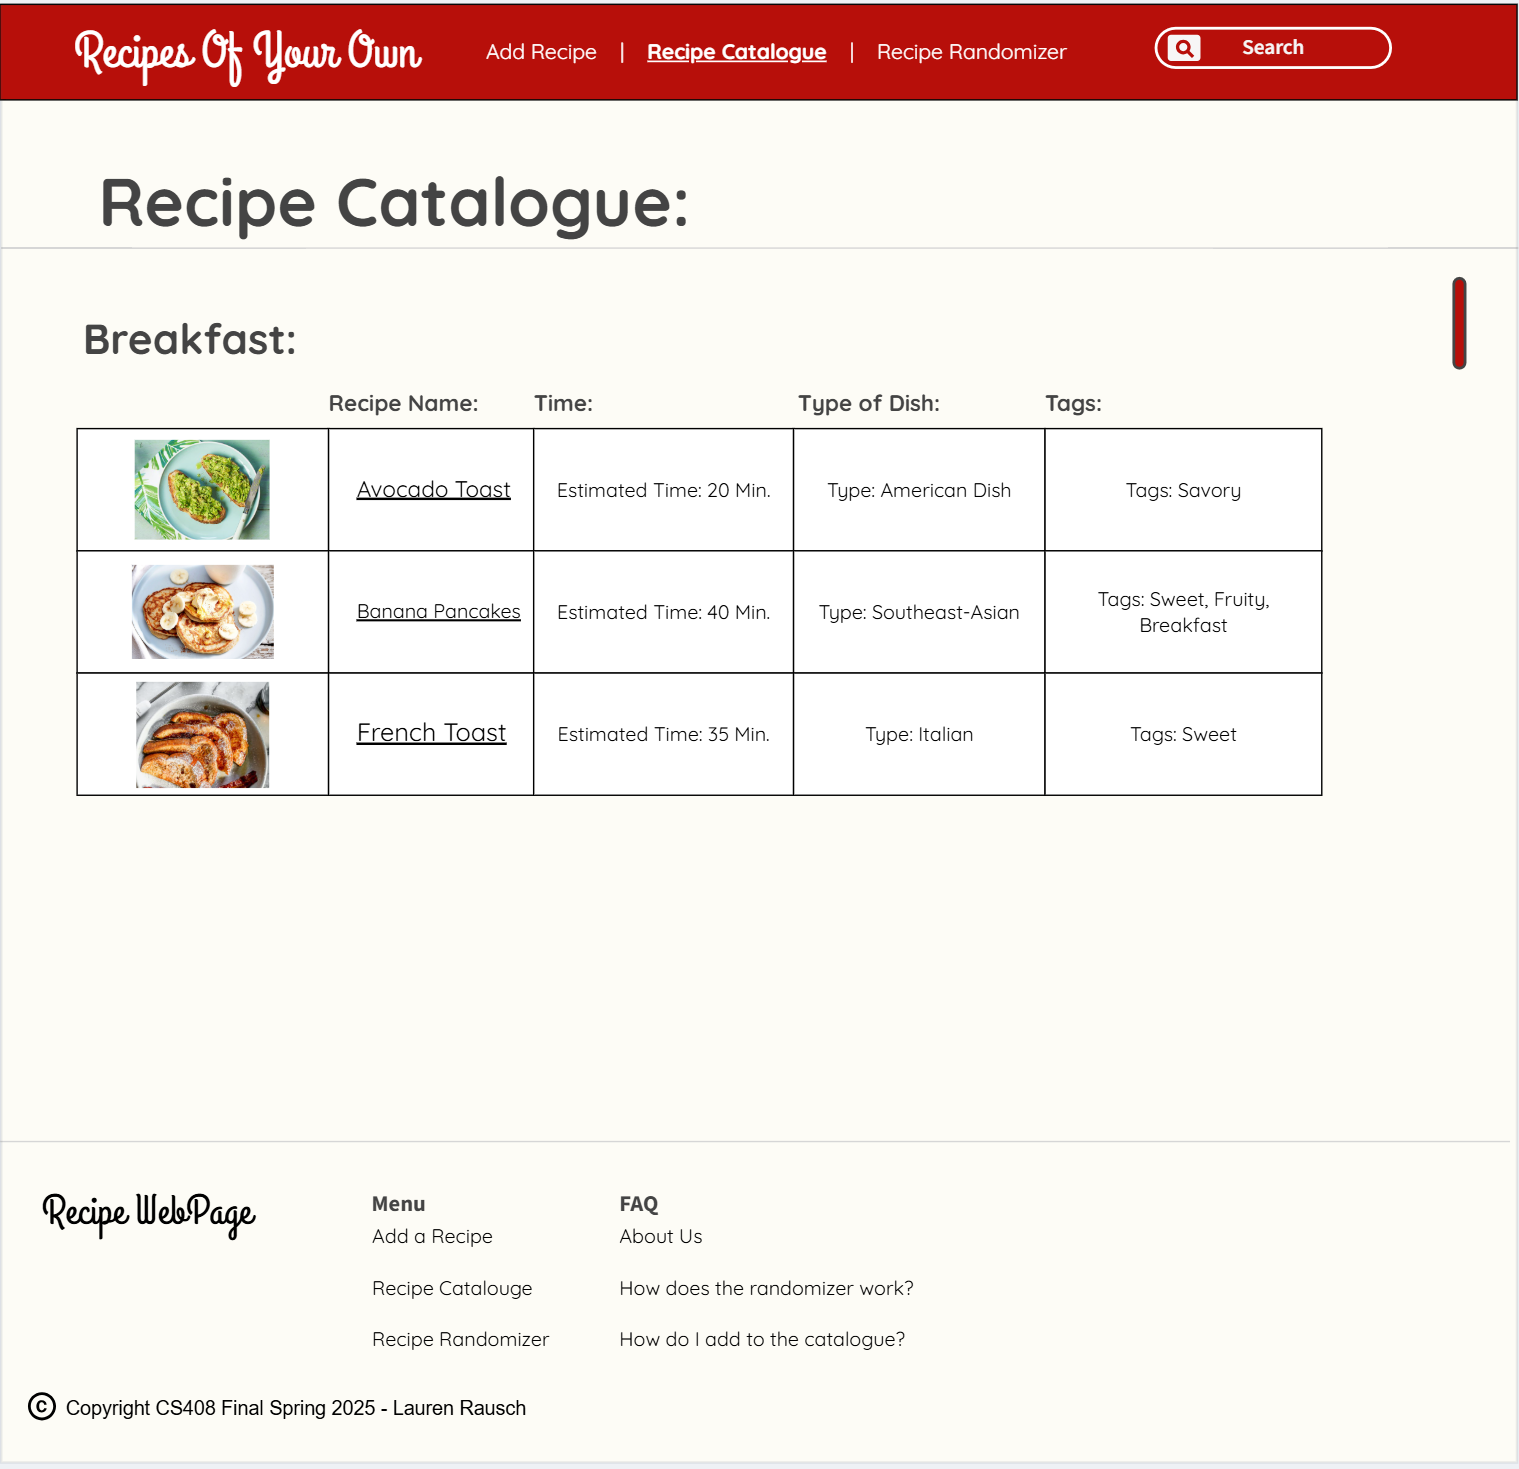 Recipes Of Your Own
Add Recipe | Recipe Catalogue | Recipe Randomizer
Search
Recipe Catalogue:
Breakfast:
Recipe Name: Time: Type of Dish: Tags:
Avocado Toast Estimated Time: 20 Min. Type: American Dish Tags: Savory
Banana Pancakes Estimated Time: 40 Min. Type: Southeast-Asian Tags: Sweet, Fruity,
Breakfast
French Toast Estimated Time: 35 Min. Type: Italian Tags: Sweet
Recipe WebPage
Menu
Add a Recipe
Recipe Catalouge
Recipe Randomizer
FAQ
About Us
How does the randomizer work?
How do I add to the catalogue?
© Copyright CS408 Final Spring 2025 - Lauren Rausch